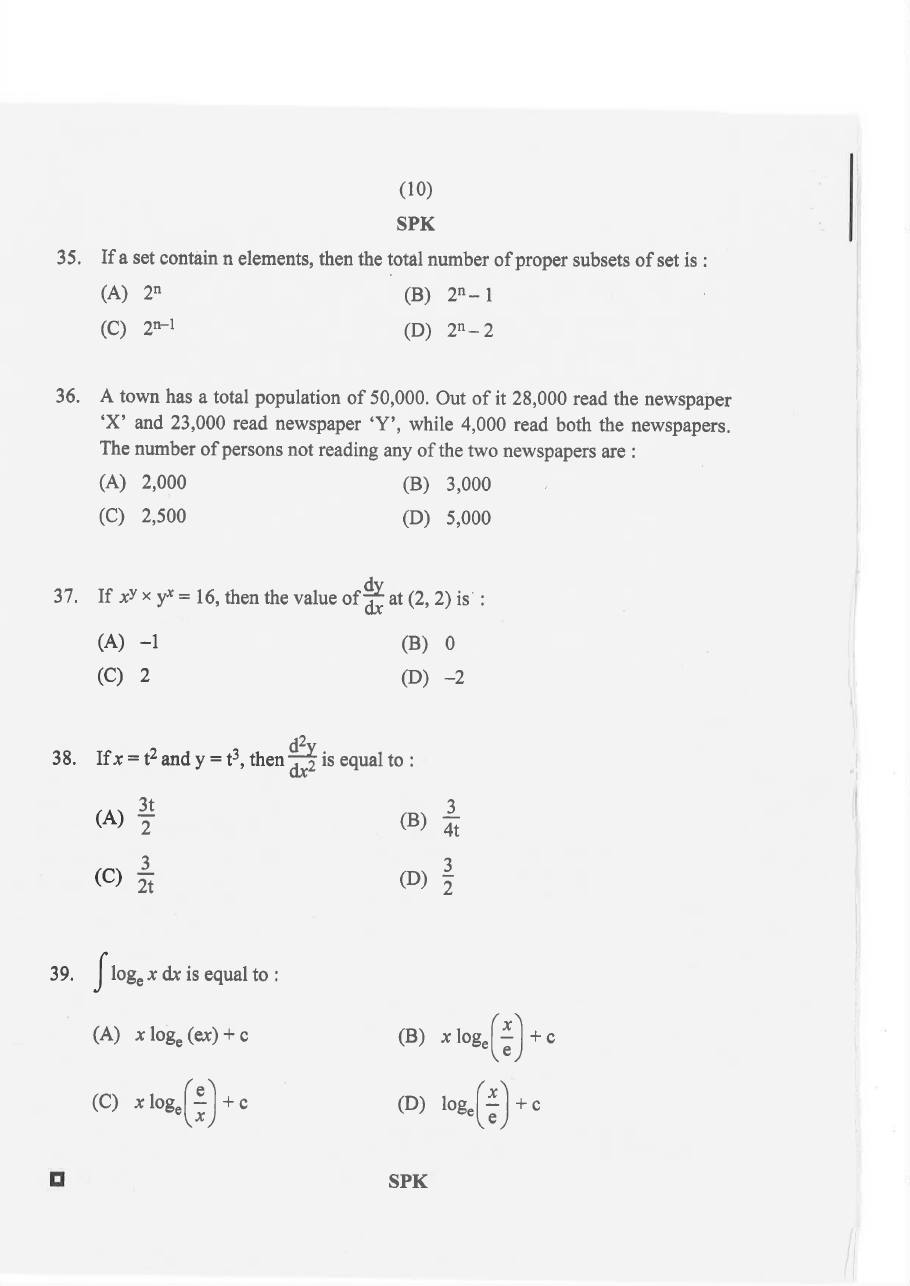 (10)
SPK
35. If a set contain n elements, then the total number of proper subsets of set is :
(A) 2ⁿ (B) 2ⁿ – 1
(C) 2ⁿ⁻¹ (D) 2ⁿ – 2
36. A town has a total population of 50,000. Out of it 28,000 read the newspaper
‘X’ and 23,000 read newspaper ‘Y’, while 4,000 read both the newspapers.
The number of persons not reading any of the two newspapers are :
(A) 2,000 (B) 3,000
(C) 2,500 (D) 5,000
37. If xʸ × yˣ = 16, then the value of dy/dx at (2, 2) is :
(A) –1 (B) 0
(C) 2 (D) –2
38. If x = t² and y = t³, then d²y/dx² is equal to :
(A) 3t/2 (B) 3/4t
(C) 3/2t (D) 3/2
39. ∫ logₑ x dx is equal to :
(A) x logₑ (ex) + c (B) x logₑ(x/e) + c
(C) x logₑ(e/x) + c (D) logₑ(x/e) + c
SPK